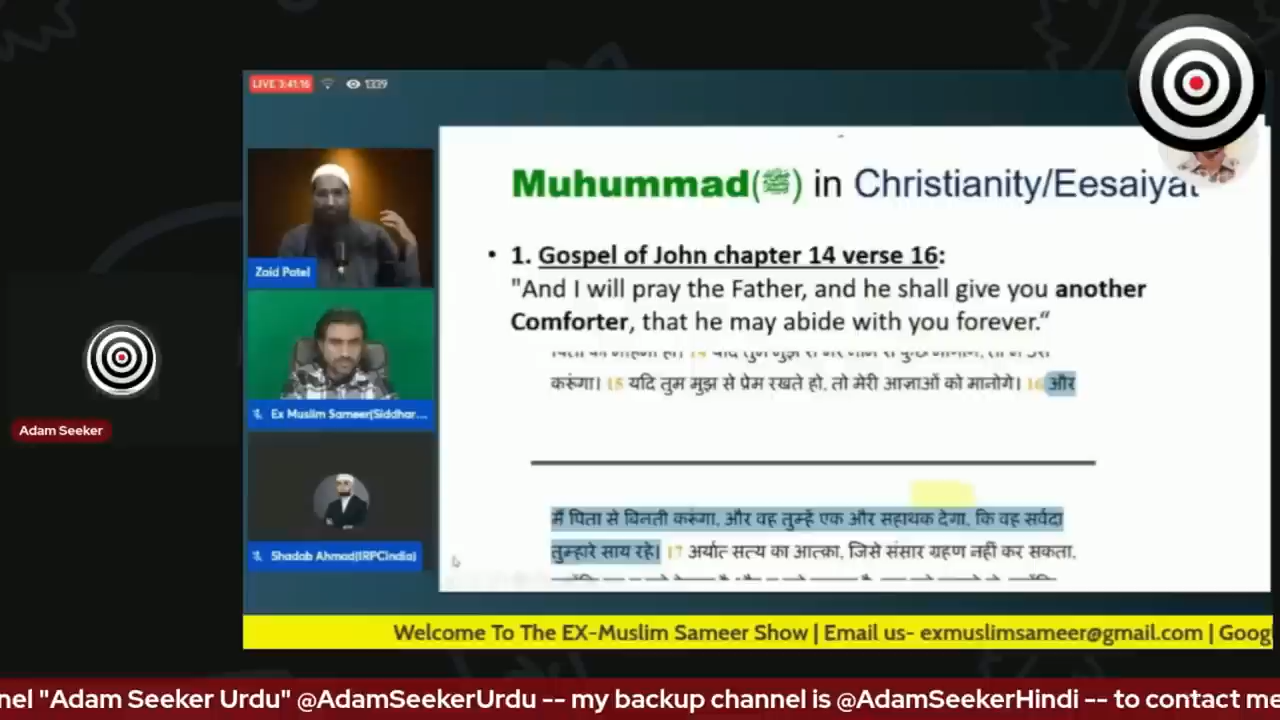 LIVE 3:41:16 1339
Muhummad(ﷺ) in Christianity/Eesaiyat
Zaid Patel
• 1. Gospel of John chapter 14 verse 16:
"And I will pray the Father, and he shall give you another
Comforter, that he may abide with you forever.“
करूंगा। 15 यदि तुम मुझ से प्रेम रखते हो, तो मेरी आज्ञाओं को मानोगे। 16 और
Ex Muslim Sameer(Siddhar...
Adam Seeker
मैं पिता से बिनती करूंगा, और वह तुम्हें एक और सहायक देगा, कि वह सर्वदा
तुम्हारे साथ रहे। 17 अर्थात सत्य का आत्मा, जिसे संसार ग्रहण नहीं कर सकता,
Shadab Ahmad(IRPCIndia)
Welcome To The EX-Muslim Sameer Show | Email us- exmuslimsameer@gmail.com | Goog
nel "Adam Seeker Urdu" @AdamSeekerUrdu -- my backup channel is @AdamSeekerHindi -- to contact me